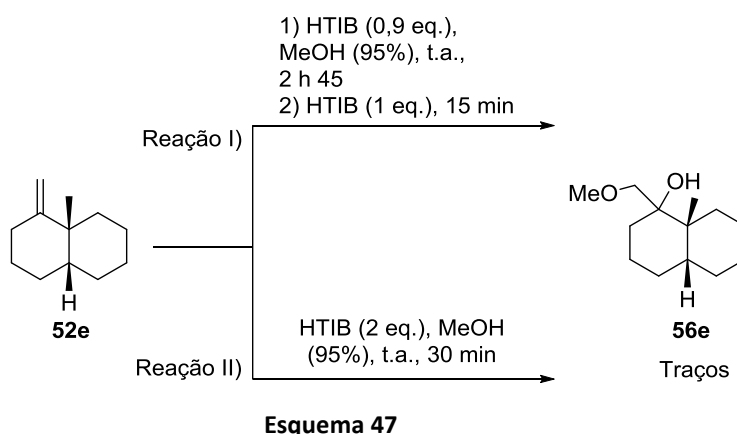 1) HTIB (0,9 eq.),
MeOH (95%), t.a.,
2 h 45
2) HTIB (1 eq.), 15 min
Reação I)
MeO
OH
H
52e
H
56e
HTIB (2 eq.), MeOH
(95%), t.a., 30 min
Reação II)
Traços
Esquema 47